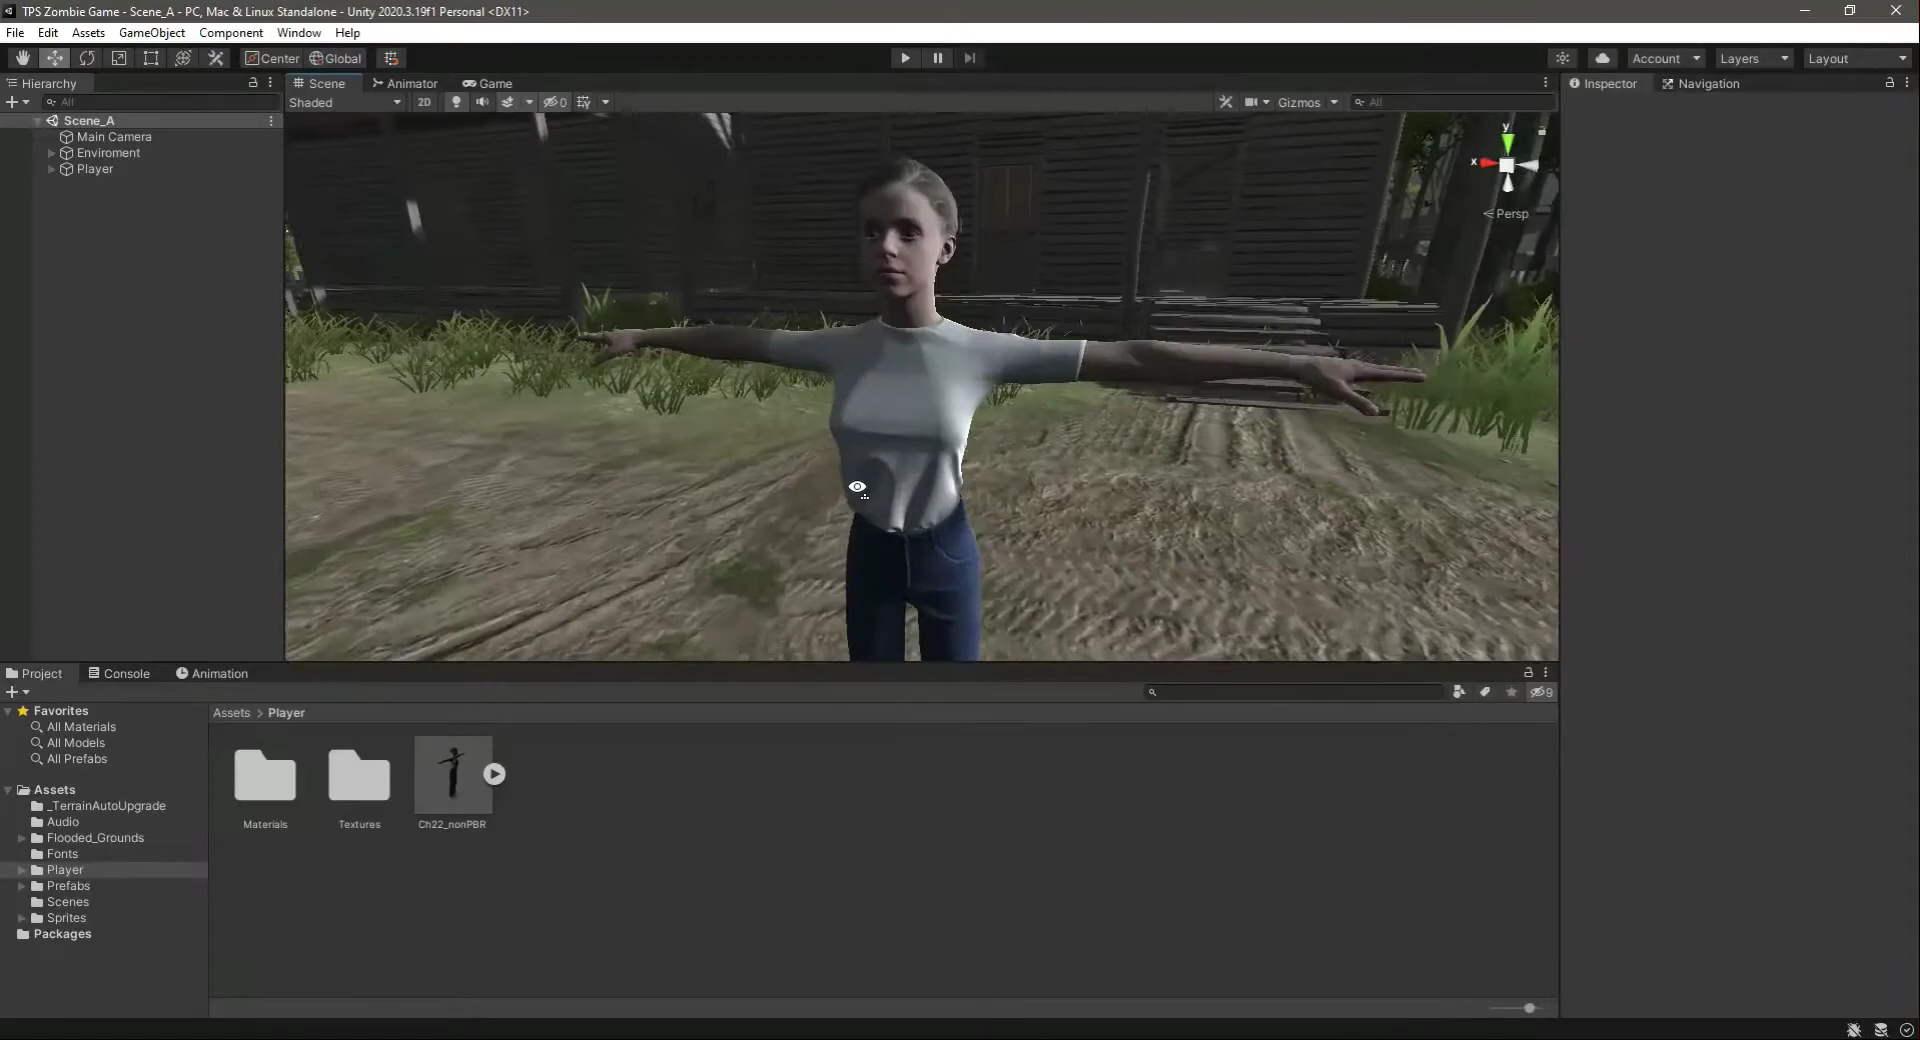 TPS Zombie Game - Scene_A - PC, Mac & Linux Standalone - Unity 2020.3.19f1 Personal <DX11>
File Edit Assets GameObject Component Window Help
Center Global Account Layers Layout
Hierarchy
Scene Animator Game
Inspector Navigation
All
Shaded 2D 0 Gizmos All
Scene_A
Main Camera
Enviroment
Player
y
x
Persp
Project Console Animation
9
Favorites
All Materials
All Models
All Prefabs
Assets
_TerrainAutoUpgrade
Audio
Flooded_Grounds
Fonts
Player
Prefabs
Scenes
Sprites
Packages
Assets > Player
Materials Textures Ch22_nonPBR